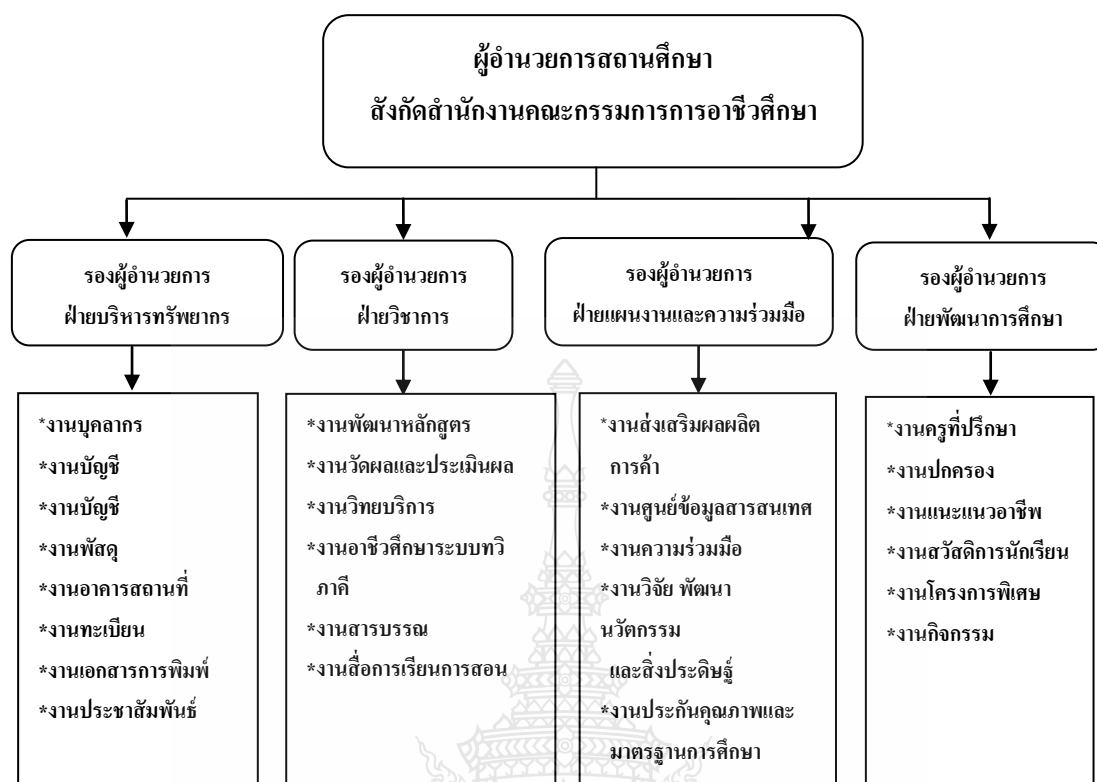 ผู้อำนวยการสถานศึกษา
สังกัดสำนักงานคณะกรรมการการอาชีวศึกษา
รองผู้อำนวยการ
ฝ่ายบริหารทรัพยากร
รองผู้อำนวยการ
ฝ่ายวิชาการ
รองผู้อำนวยการ
ฝ่ายแผนงานและความร่วมมือ
รองผู้อำนวยการ
ฝ่ายพัฒนาการศึกษา
*งานบุคลากร
*งานบัญชี
*งานบัญชี
*งานพัสดุ
*งานอาคารสถานที่
*งานทะเบียน
*งานเอกสารการพิมพ์
*งานประชาสัมพันธ์
*งานพัฒนาหลักสูตร
*งานวัดผลและประเมินผล
*งานวิทยบริการ
*งานอาชีวศึกษาระบบทวิ
ภาคี
*งานสารบรรณ
*งานสื่อการเรียนการสอน
*งานส่งเสริมผลผลิต
การค้า
*งานศูนย์ข้อมูลสารสนเทศ
*งานความร่วมมือ
*งานวิจัย พัฒนา
นวัตกรรม
และสิ่งประดิษฐ์
*งานประกันคุณภาพและ
มาตรฐานการศึกษา
*งานครูที่ปรึกษา
*งานปกครอง
*งานแนะแนวอาชีพ
*งานสวัสดิการนักเรียน
*งานโครงการพิเศษ
*งานกิจกรรม